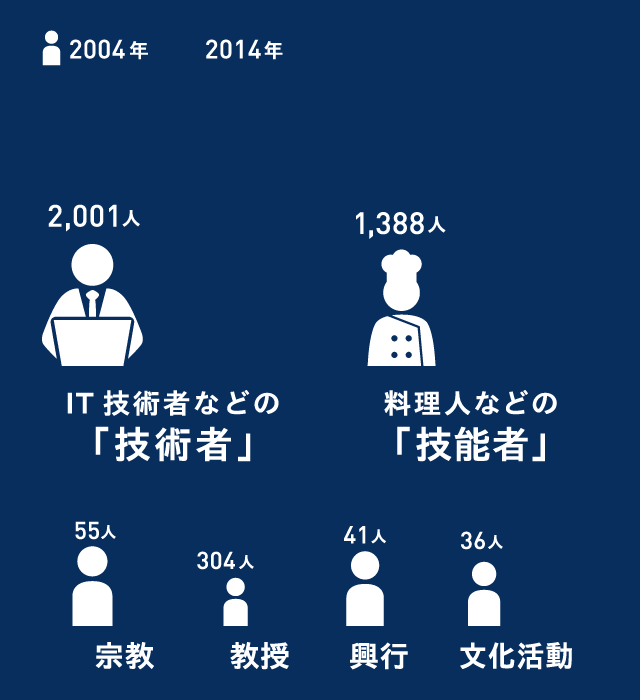 2004年 2014年
2,001人 1,388人
IT技術者などの 料理人などの
「技術者」 「技能者」
55人 304人 41人 36人
宗教 教授 興行 文化活動